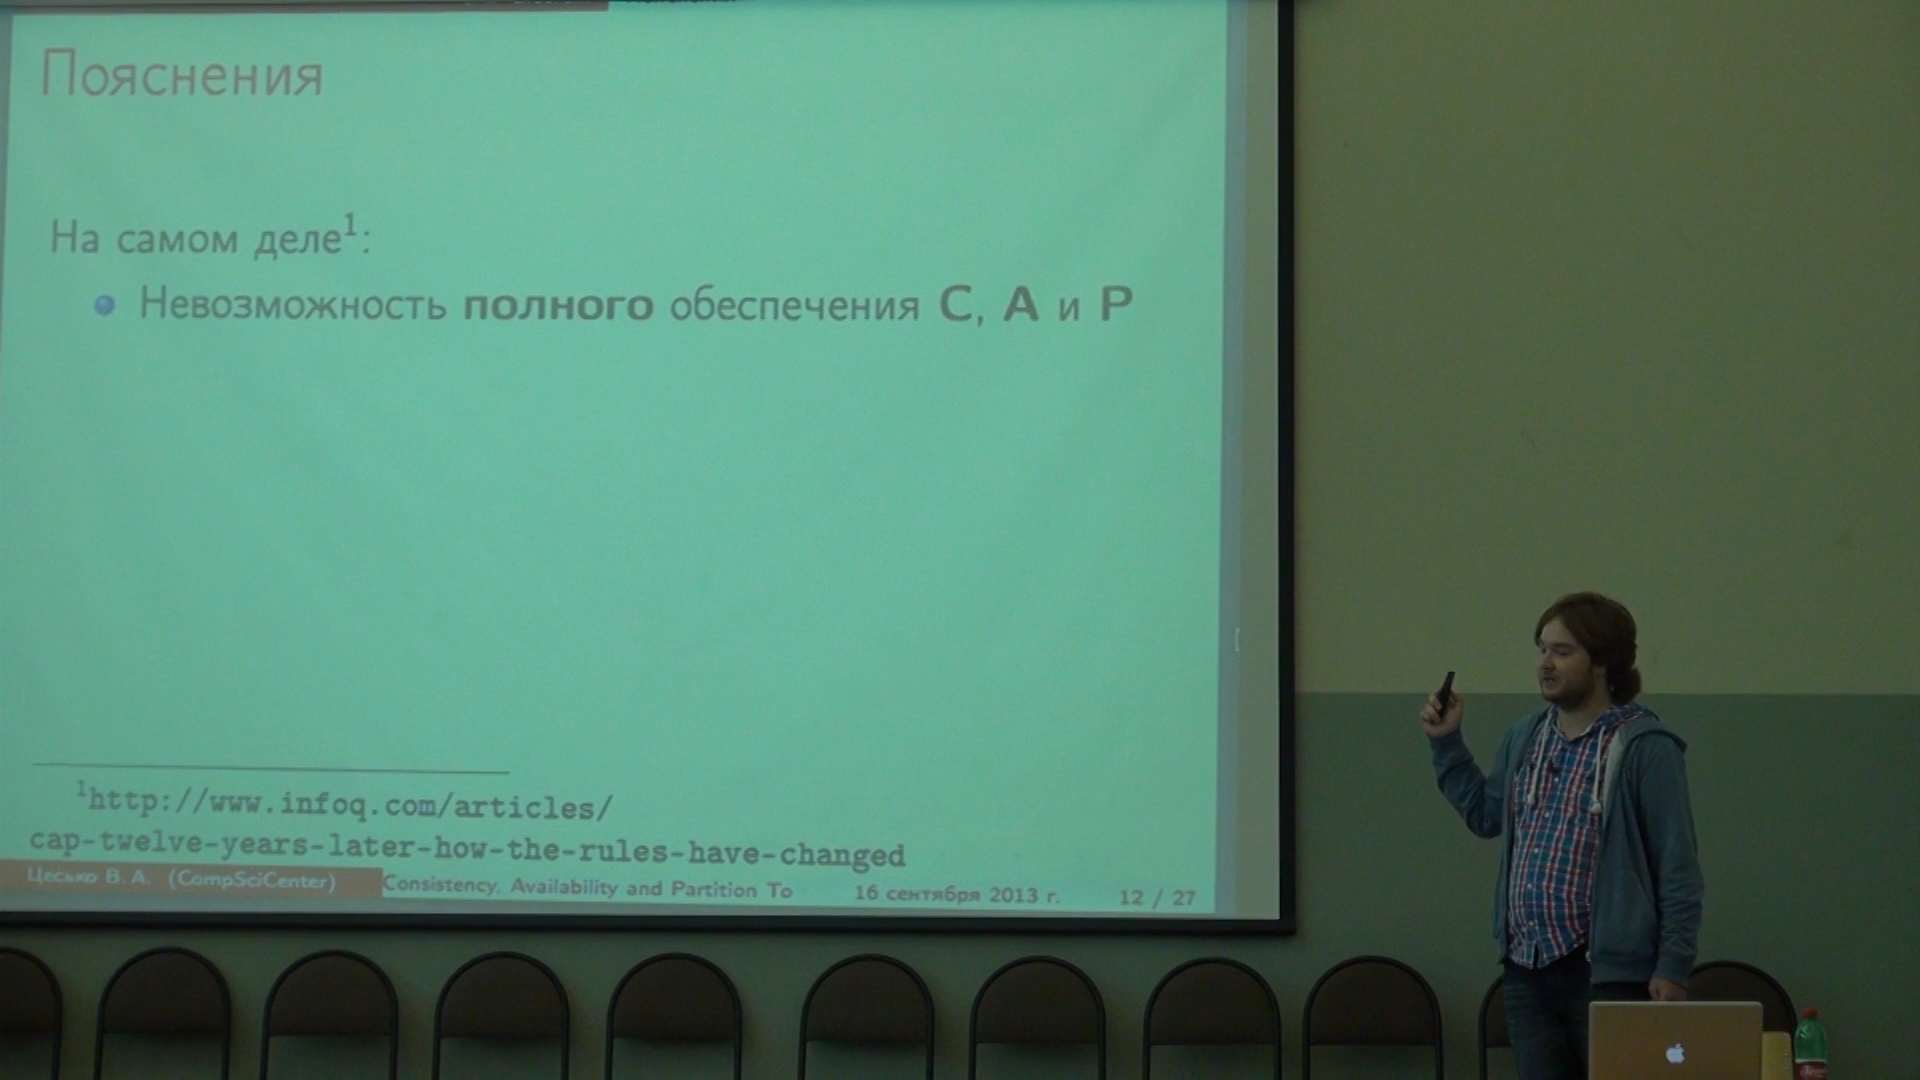 Пояснения
На самом деле¹:
Невозможность полного обеспечения C, A и P
¹http://www.infoq.com/articles/
cap-twelve-years-later-how-the-rules-have-changed
Цесько В. А. (CompSciCenter) Consistency, Availability and Partition To 16 сентября 2013 г. 12 / 27